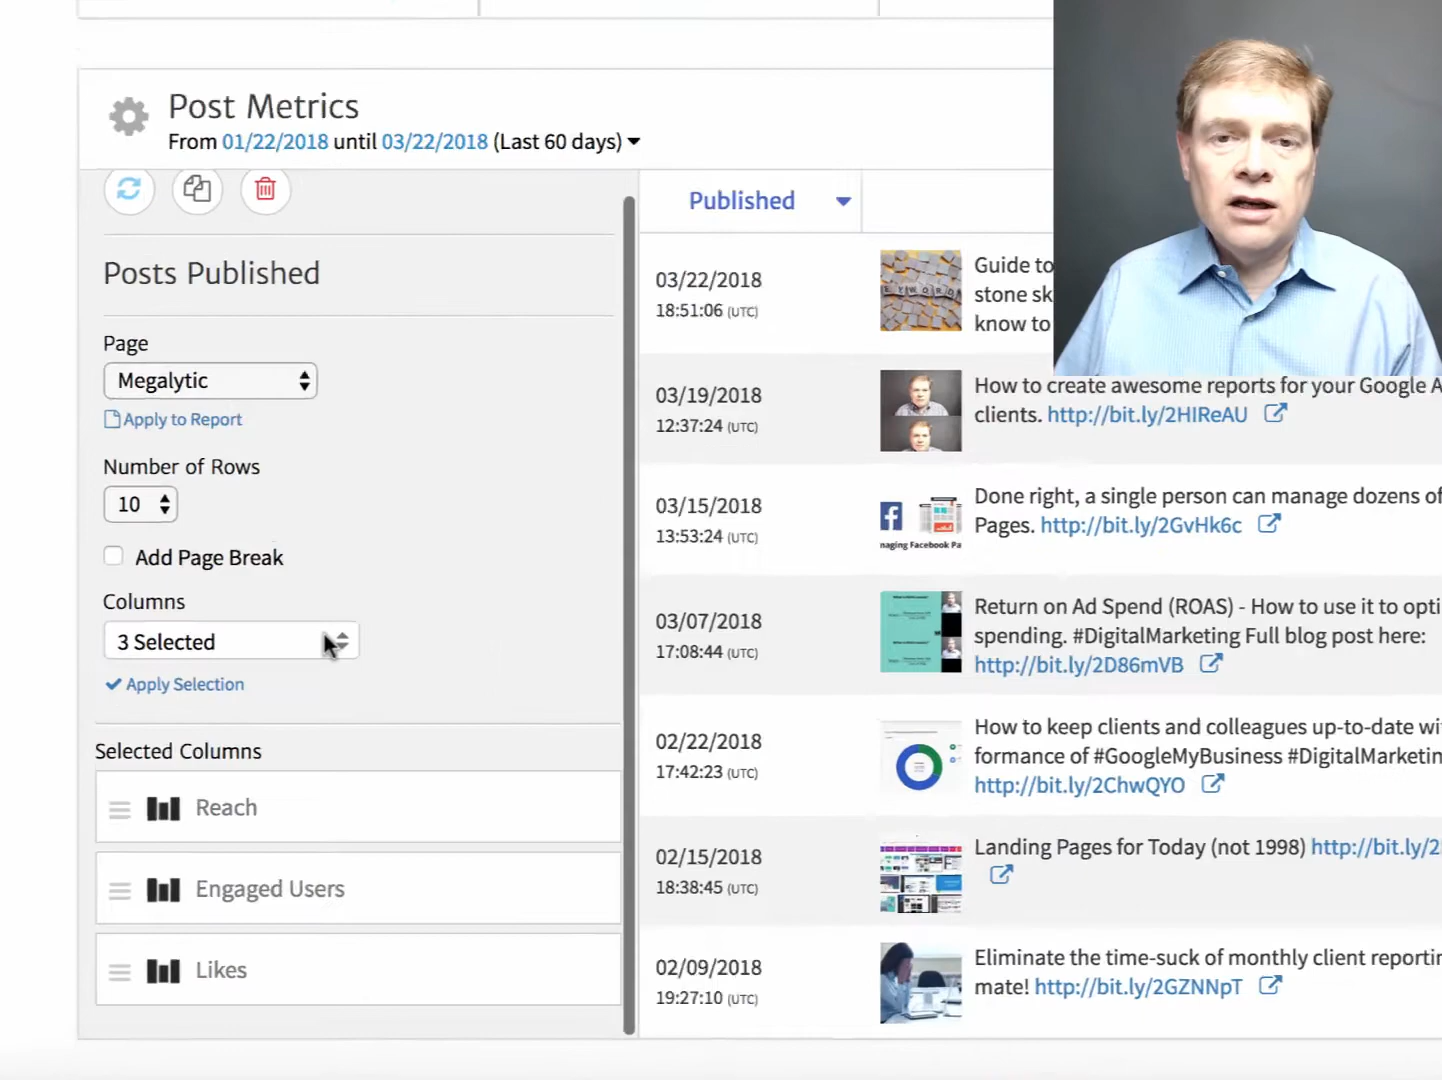 Post Metrics
From 01/22/2018 until 03/22/2018 (Last 60 days)
Posts Published
Page
Megalytic
Apply to Report
Number of Rows
10
Add Page Break
Columns
3 Selected
Apply Selection
Selected Columns
Reach
Engaged Users
Likes
Published
03/22/2018
18:51:06 (UTC)
Guide to
stone sk
know to
03/19/2018
12:37:24 (UTC)
How to create awesome reports for your Google A
clients. http://bit.ly/2HIReAU
03/15/2018
13:53:24 (UTC)
naging Facebook Pa
Done right, a single person can manage dozens of
Pages. http://bit.ly/2GvHk6c
03/07/2018
17:08:44 (UTC)
Return on Ad Spend (ROAS) - How to use it to opti
spending. #DigitalMarketing Full blog post here:
http://bit.ly/2D86mVB
02/22/2018
17:42:23 (UTC)
How to keep clients and colleagues up-to-date wi
formance of #GoogleMyBusiness #DigitalMarketin
http://bit.ly/2ChwQYO
02/15/2018
18:38:45 (UTC)
Landing Pages for Today (not 1998) http://bit.ly/2
02/09/2018
19:27:10 (UTC)
Eliminate the time-suck of monthly client reportin
mate! http://bit.ly/2GZNNpT